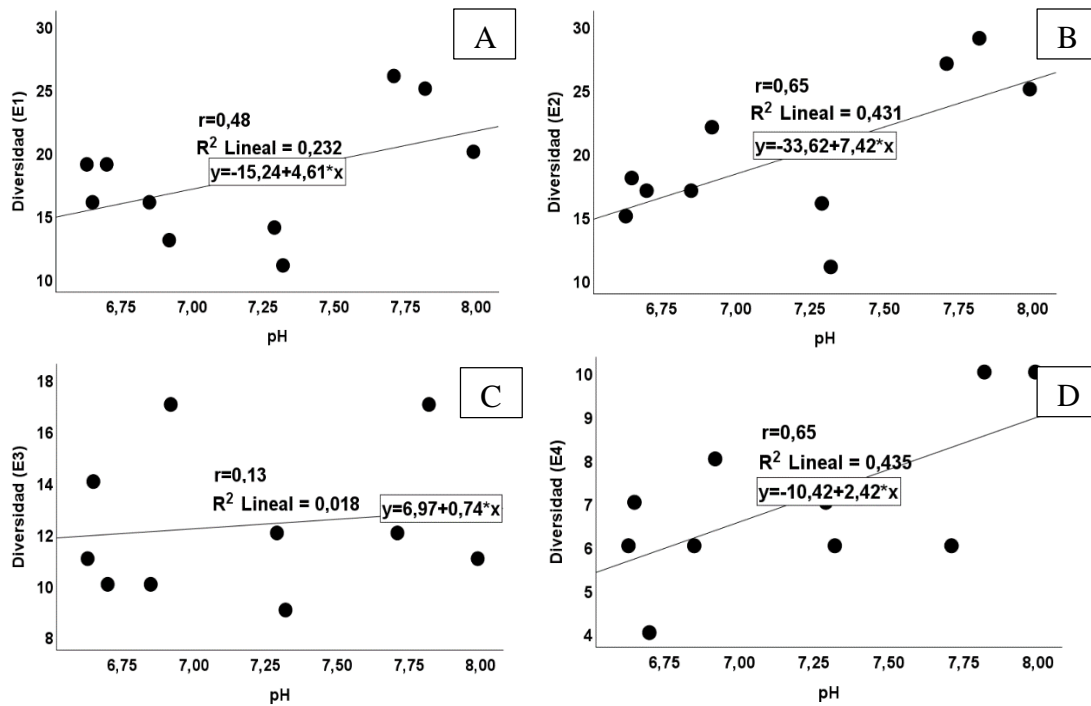 A
Diversidad (E1)
30
25
20
15
10
r=0,48
R² Lineal = 0,232
y=-15,24+4,61*x
6,75 7,00 7,25 7,50 7,75 8,00
pH
B
Diversidad (E2)
30
25
20
15
10
r=0,65
R² Lineal = 0,431
y=-33,62+7,42*x
6,75 7,00 7,25 7,50 7,75 8,00
pH
C
Diversidad (E3)
18
16
14
12
10
8
r=0,13
R² Lineal = 0,018
y=6,97+0,74*x
6,75 7,00 7,25 7,50 7,75 8,00
pH
D
Diversidad (E4)
10
9
8
7
6
5
4
r=0,65
R² Lineal = 0,435
y=-10,42+2,42*x
6,75 7,00 7,25 7,50 7,75 8,00
pH